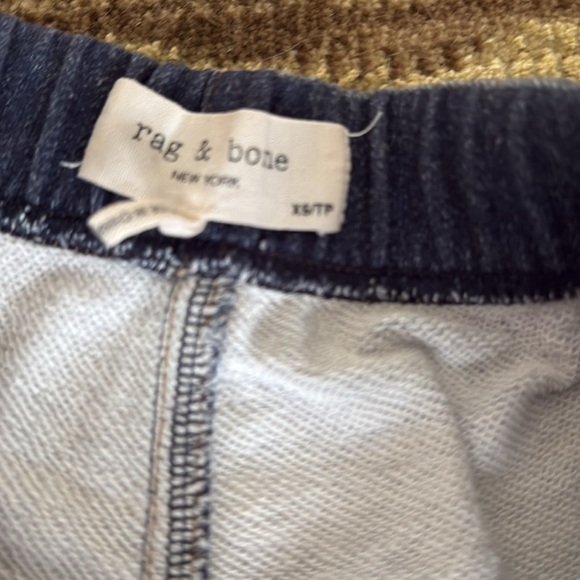 rag & bone
NEW YORK
XS/TP